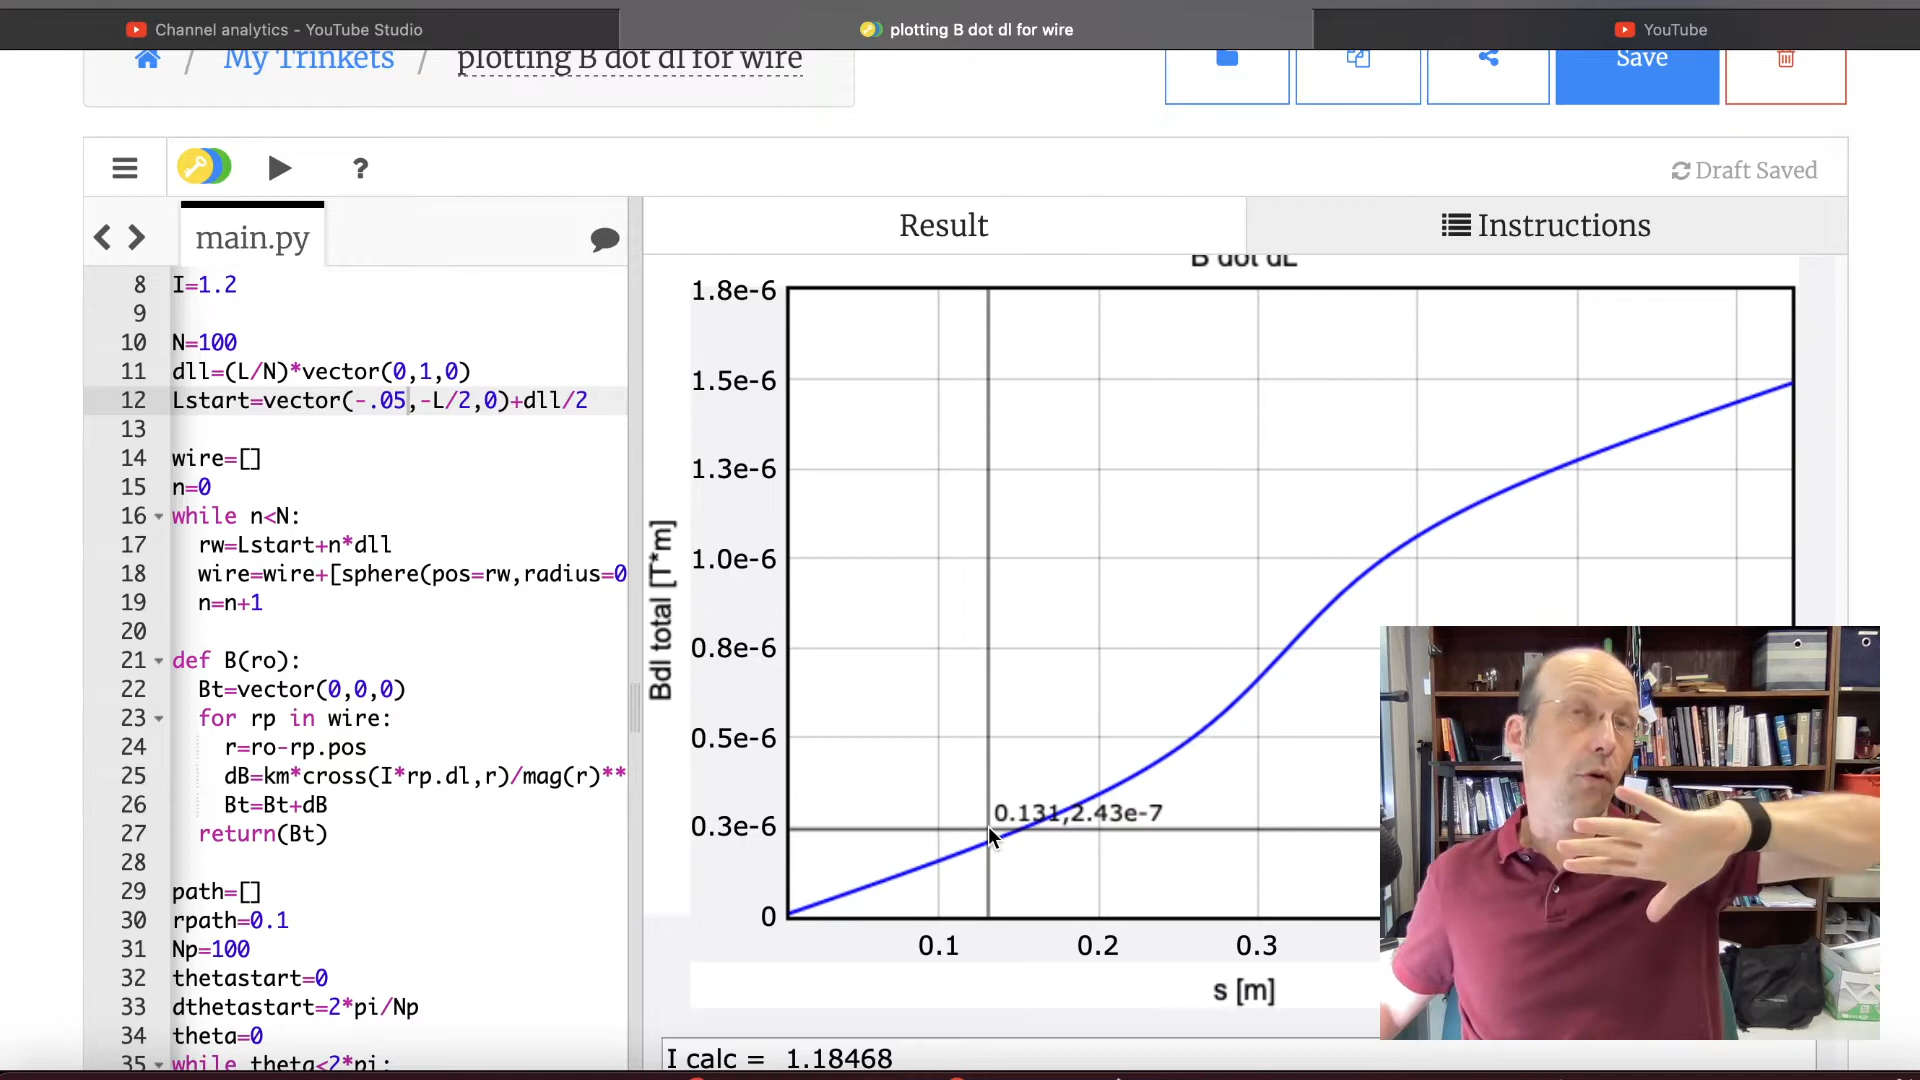 Channel analytics - YouTube Studio
plotting B dot dl for wire
YouTube
/ My Trinkets / plotting B dot dl for wire
Save
?
Draft Saved
main.py
Result
Instructions
8 I=1.2
9
10 N=100
11 dll=(L/N)*vector(0,1,0)
12 Lstart=vector(-.05,-L/2,0)+dll/2
13
14 wire=[]
15 n=0
16 while n<N:
17 rw=Lstart+n*dll
18 wire=wire+[sphere(pos=rw,radius=0
19 n=n+1
20
21 def B(ro):
22 Bt=vector(0,0,0)
23 for rp in wire:
24 r=ro-rp.pos
25 dB=km*cross(I*rp.dl,r)/mag(r)**
26 Bt=Bt+dB
27 return(Bt)
28
29 path=[]
30 rpath=0.1
31 Np=100
32 thetastart=0
33 dthetastart=2*pi/Np
34 theta=0
35 while theta<2*pi:
B dot dL
1.8e-6
1.5e-6
1.3e-6
1.0e-6
0.8e-6
0.5e-6
0.3e-6
0
Bdl total [T*m]
0.131,2.43e-7
0.1 0.2 0.3
s [m]
I calc = 1.18468